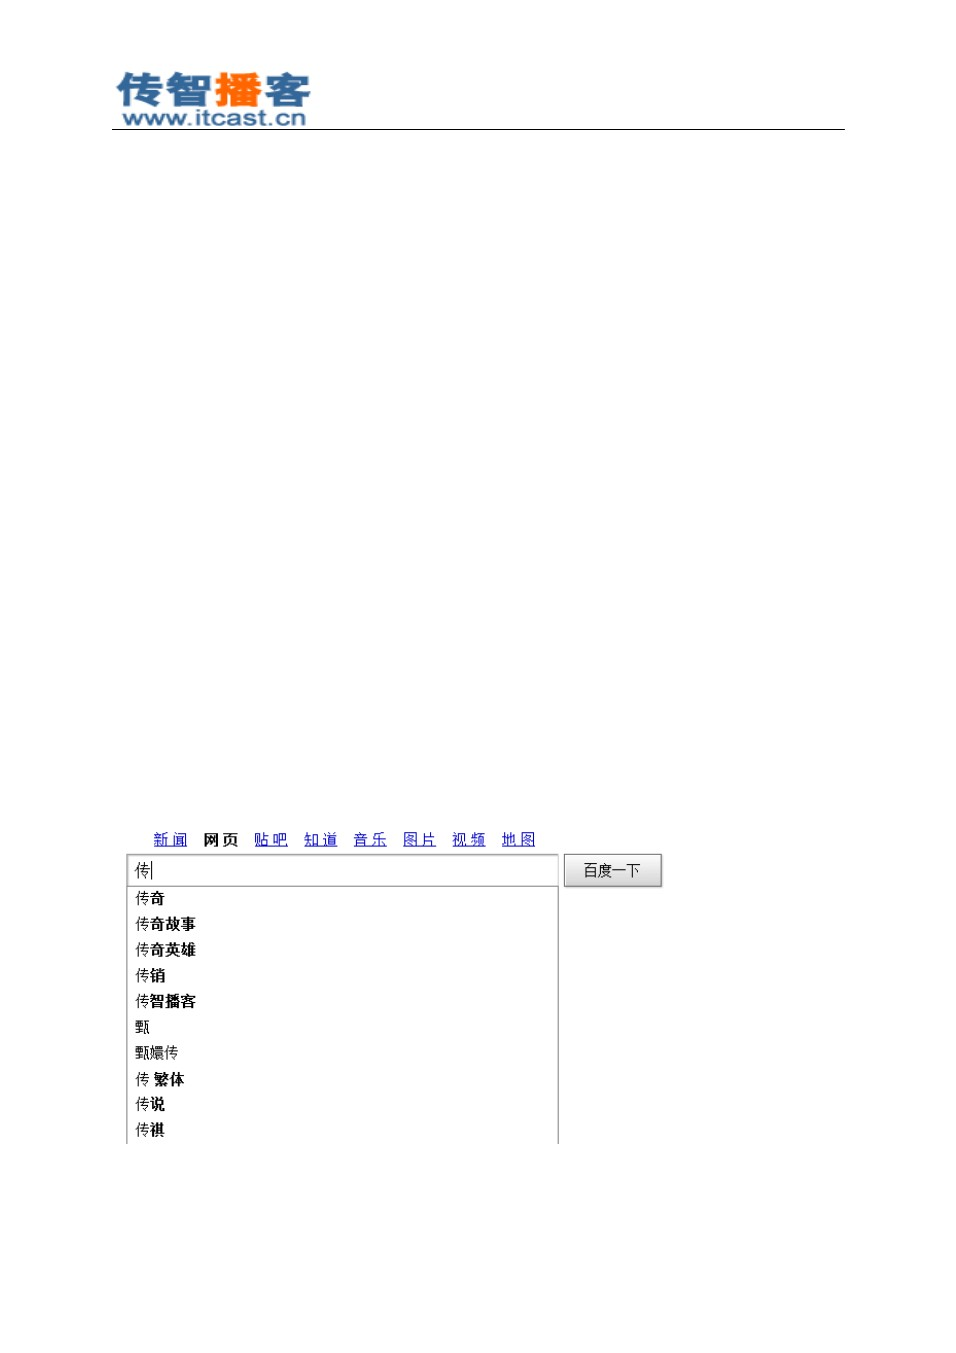 传智播客
www.itcast.cn
新闻 网页 贴吧 知道 音乐 图片 视频 地图
传 百度一下
传奇
传奇故事
传奇英雄
传销
传智播客
甄
甄嬛传
传 繁体
传说
传祺